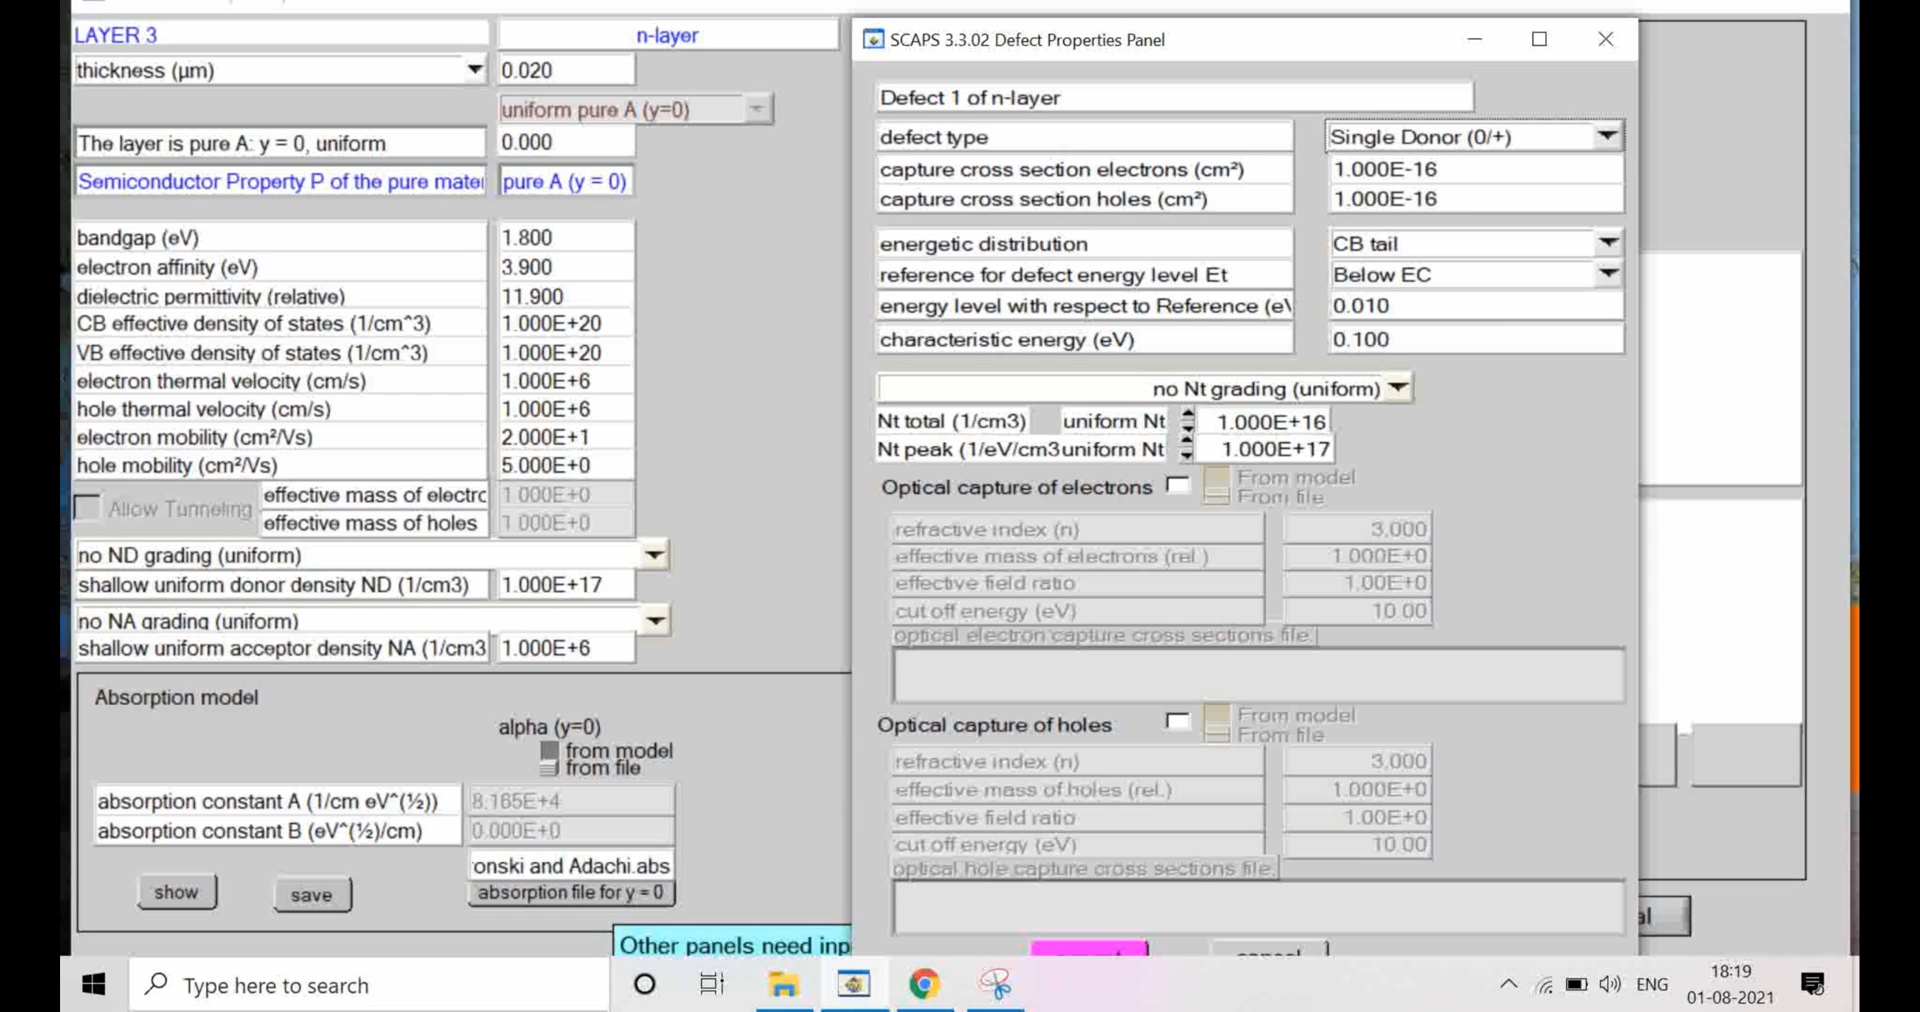 LAYER 3 n-layer
thickness (µm) 0.020
uniform pure A (y=0)
The layer is pure A: y = 0, uniform 0.000
Semiconductor Property P of the pure mater pure A (y = 0)
bandgap (eV) 1.800
electron affinity (eV) 3.900
dielectric permittivity (relative) 11.900
CB effective density of states (1/cm^3) 1.000E+20
VB effective density of states (1/cm^3) 1.000E+20
electron thermal velocity (cm/s) 1.000E+6
hole thermal velocity (cm/s) 1.000E+6
electron mobility (cm²/Vs) 2.000E+1
hole mobility (cm²/Vs) 5.000E+0
Allow Tunneling
effective mass of electrc 1.000E+0
effective mass of holes 1.000E+0
no ND grading (uniform)
shallow uniform donor density ND (1/cm3) 1.000E+17
no NA grading (uniform)
shallow uniform acceptor density NA (1/cm3 1.000E+6
Absorption model
alpha (y=0)
from model
from file
absorption constant A (1/cm eV^(½)) 8.165E+4
absorption constant B (eV^(½)/cm) 0.000E+0
onski and Adachi.abs
show save absorption file for y = 0
Other panels need inp
SCAPS 3.3.02 Defect Properties Panel
Defect 1 of n-layer
defect type Single Donor (0/+)
capture cross section electrons (cm²) 1.000E-16
capture cross section holes (cm²) 1.000E-16
energetic distribution CB tail
reference for defect energy level Et Below EC
energy level with respect to Reference (eV 0.010
characteristic energy (eV) 0.100
no Nt grading (uniform)
Nt total (1/cm3) uniform Nt 1.000E+16
Nt peak (1/eV/cm3 uniform Nt 1.000E+17
Optical capture of electrons From model
From file
refractive index (n) 3,000
effective mass of electrons (rel.) 1.000E+0
effective field ratio 1.00E+0
cut off energy (eV) 10.00
optical electron capture cross sections file:
Optical capture of holes From model
From file
refractive index (n) 3,000
effective mass of holes (rel.) 1.000E+0
effective field ratio 1.00E+0
cut off energy (eV) 10.00
optical hole capture cross sections file:
al
Type here to search
ENG
18:19
01-08-2021